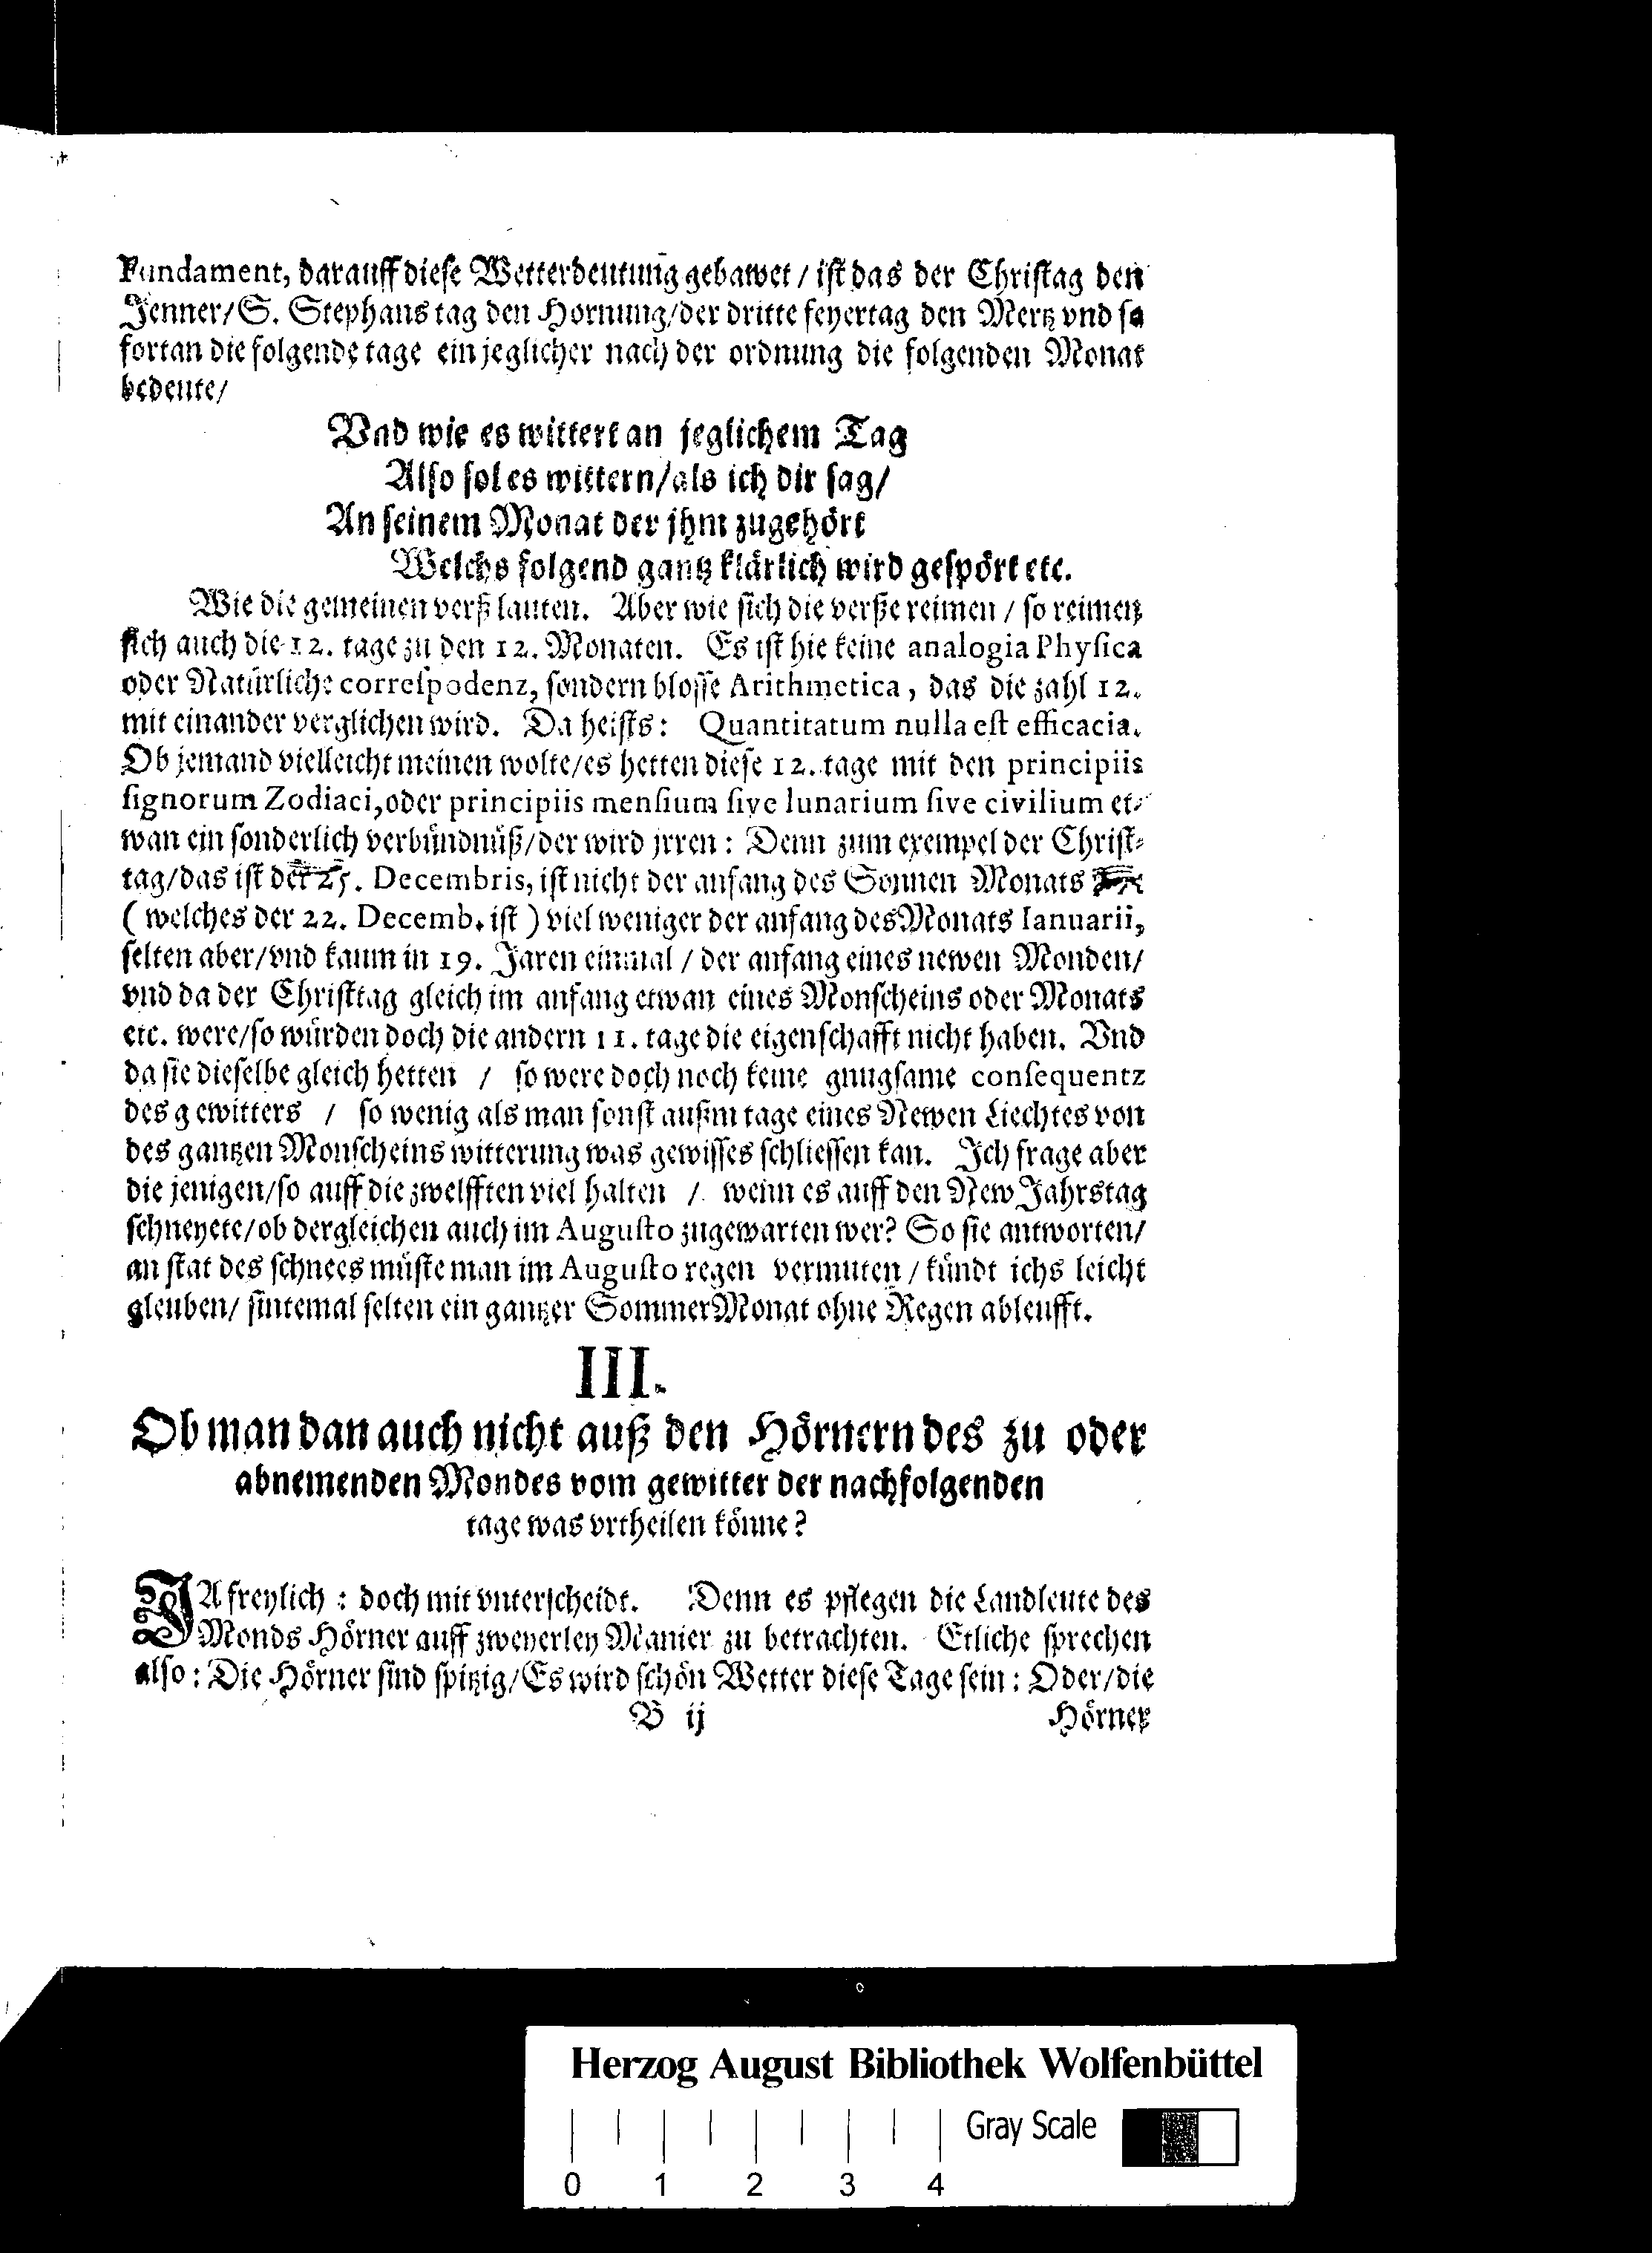 Fundament, darauff diese Wetterdeutung gebawet / ist das der Christag den
Jenner/S. Stephans tag den Hornung/der dritte feyertag den Mertz vnd so
fortan die folgende tage ein jeglicher nach der ordnung die folgenden Monat
bedeute/
Vnd wie es wittert an jeglichem Tag
Also sol es wittern/als ich dir sag/
An seinem Monat der jhm zugehört
Welchs folgend gantz klärlich wird gespört etc.
Wie die gemeinen verß lauten. Aber wie sich die verße reimen / so reimen
sich auch die 12. tage zu den 12. Monaten. Es ist hie keine analogia Physica
oder Natürliche correspodenz, sondern blosse Arithmetica, das die zahl 12.
mit einander verglichen wird. Da heists: Quantitatum nulla est efficacia.
Ob jemand vielleicht meinen wolte/es hetten diese 12. tage mit den principiis
signorum Zodiaci, oder principiis mensium sive lunarium sive civilium et-
wan ein sonderlich verbündnüß/der wird jrren: Denn zum exempel der Christ-
tag/das ist der 25. Decembris, ist nicht der anfang des Sonnen Monats
( welches der 22. Decemb. ist ) viel weniger der anfang des Monats Ianuarii,
selten aber/vnd kaum in 19. Jaren einmal / der anfang eines newen Monden/
vnd da der Christtag gleich im anfang etwan eines Monscheins oder Monats
etc. were/so würden doch die andern 11. tage die eigenschafft nicht haben. Vnd
da sie dieselbe gleich hetten / so were doch noch keine gnugsame consequentz
des gewitters / so wenig als man sonst außm tage eines Newen Liechtes von
des gantzen Monscheins witterung was gewisses schliessen kan. Ich frage aber
die jenigen/so auff die zwelfften viel halten / wenn es auff den New Jahrstag
schneyete/ob dergleichen auch im Augusto zugewarten wer? So sie antworten/
an stat des schnees müste man im Augusto regen vermuten / kündt ichs leicht
gleuben/ sintemal selten ein gantzer SommerMonat ohne Regen ableufft.
III.
Ob man dan auch nicht auß den Hörnern des zu oder
abnemenden Mondes vom gewitter der nachfolgenden
tage was vrtheilen könne?
JA freylich : doch mit vnterscheidt. Denn es pflegen die Landleute des
Monds Hörner auff zweyerley Manier zu betrachten. Etliche sprechen
also: Die Hörner sind spitzig/Es wird schön Wetter diese Tage sein: Oder/die
B ij Hörner
Herzog August Bibliothek Wolfenbüttel
Gray Scale
0 1 2 3 4